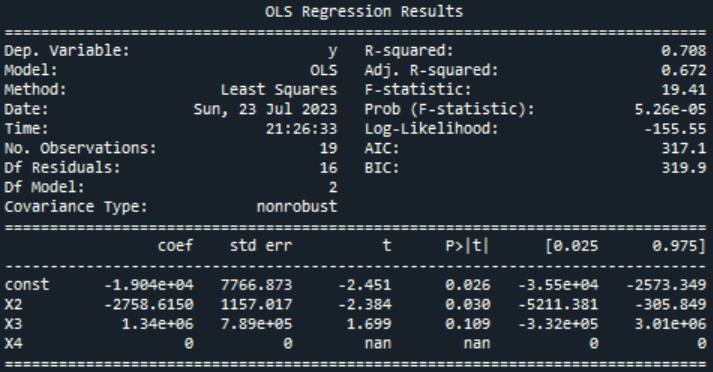 OLS Regression Results
==============================================================================
Dep. Variable:                      y   R-squared:                       0.708
Model:                            OLS   Adj. R-squared:                  0.672
Method:                 Least Squares   F-statistic:                     19.41
Date:                Sun, 23 Jul 2023   Prob (F-statistic):           5.26e-05
Time:                        21:26:33   Log-Likelihood:                -155.55
No. Observations:                  19   AIC:                             317.1
Df Residuals:                      16   BIC:                             319.9
Df Model:                           2
Covariance Type:            nonrobust
==============================================================================
                 coef    std err          t      P>|t|      [0.025      0.975]
------------------------------------------------------------------------------
const      -1.904e+04   7766.873     -2.451      0.026   -3.55e+04   -2573.349
X2         -2758.6150   1157.017     -2.384      0.030   -5211.381    -305.849
X3           1.34e+06   7.89e+05      1.699      0.109   -3.32e+05    3.01e+06
X4                  0          0        nan        nan           0           0
==============================================================================